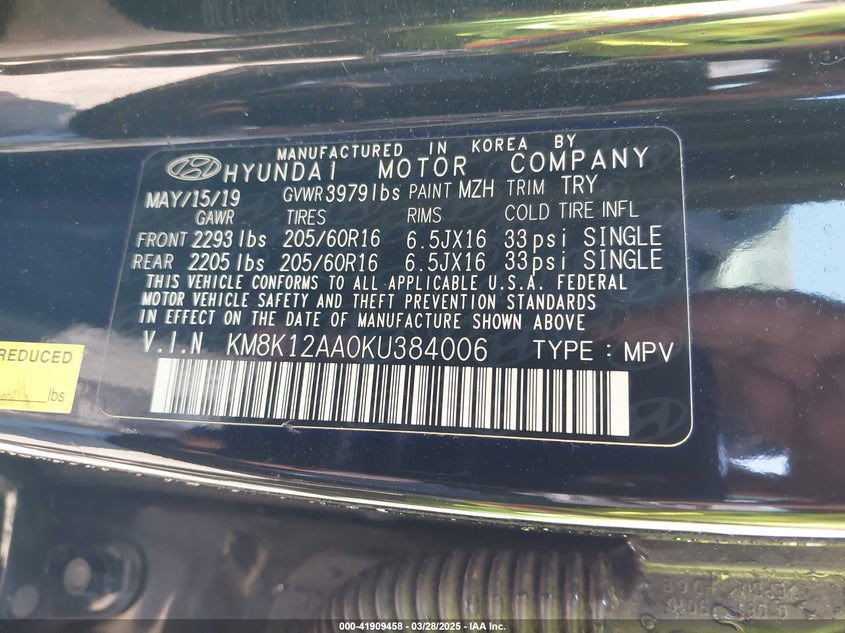 MANUFACTURED IN KOREA BY
HYUNDAI MOTOR COMPANY
MAY/15/19 GVWR 3979lbs PAINT MZH TRIM TRY
GAWR TIRES RIMS COLD TIRE INFL
FRONT 2293 lbs 205/60R16 6.5JX16 33psi SINGLE
REAR 2205 lbs 205/60R16 6.5JX16 33psi SINGLE
THIS VEHICLE CONFORMS TO ALL APPLICABLE U.S.A. FEDERAL
MOTOR VEHICLE SAFETY AND THEFT PREVENTION STANDARDS
IN EFFECT ON THE DATE OF MANUFACTURE SHOWN ABOVE
V.I.N KM8K12AA0KU384006 TYPE : MPV
REDUCED
lbs
000-41909458 - 03/28/2025 - IAA Inc.